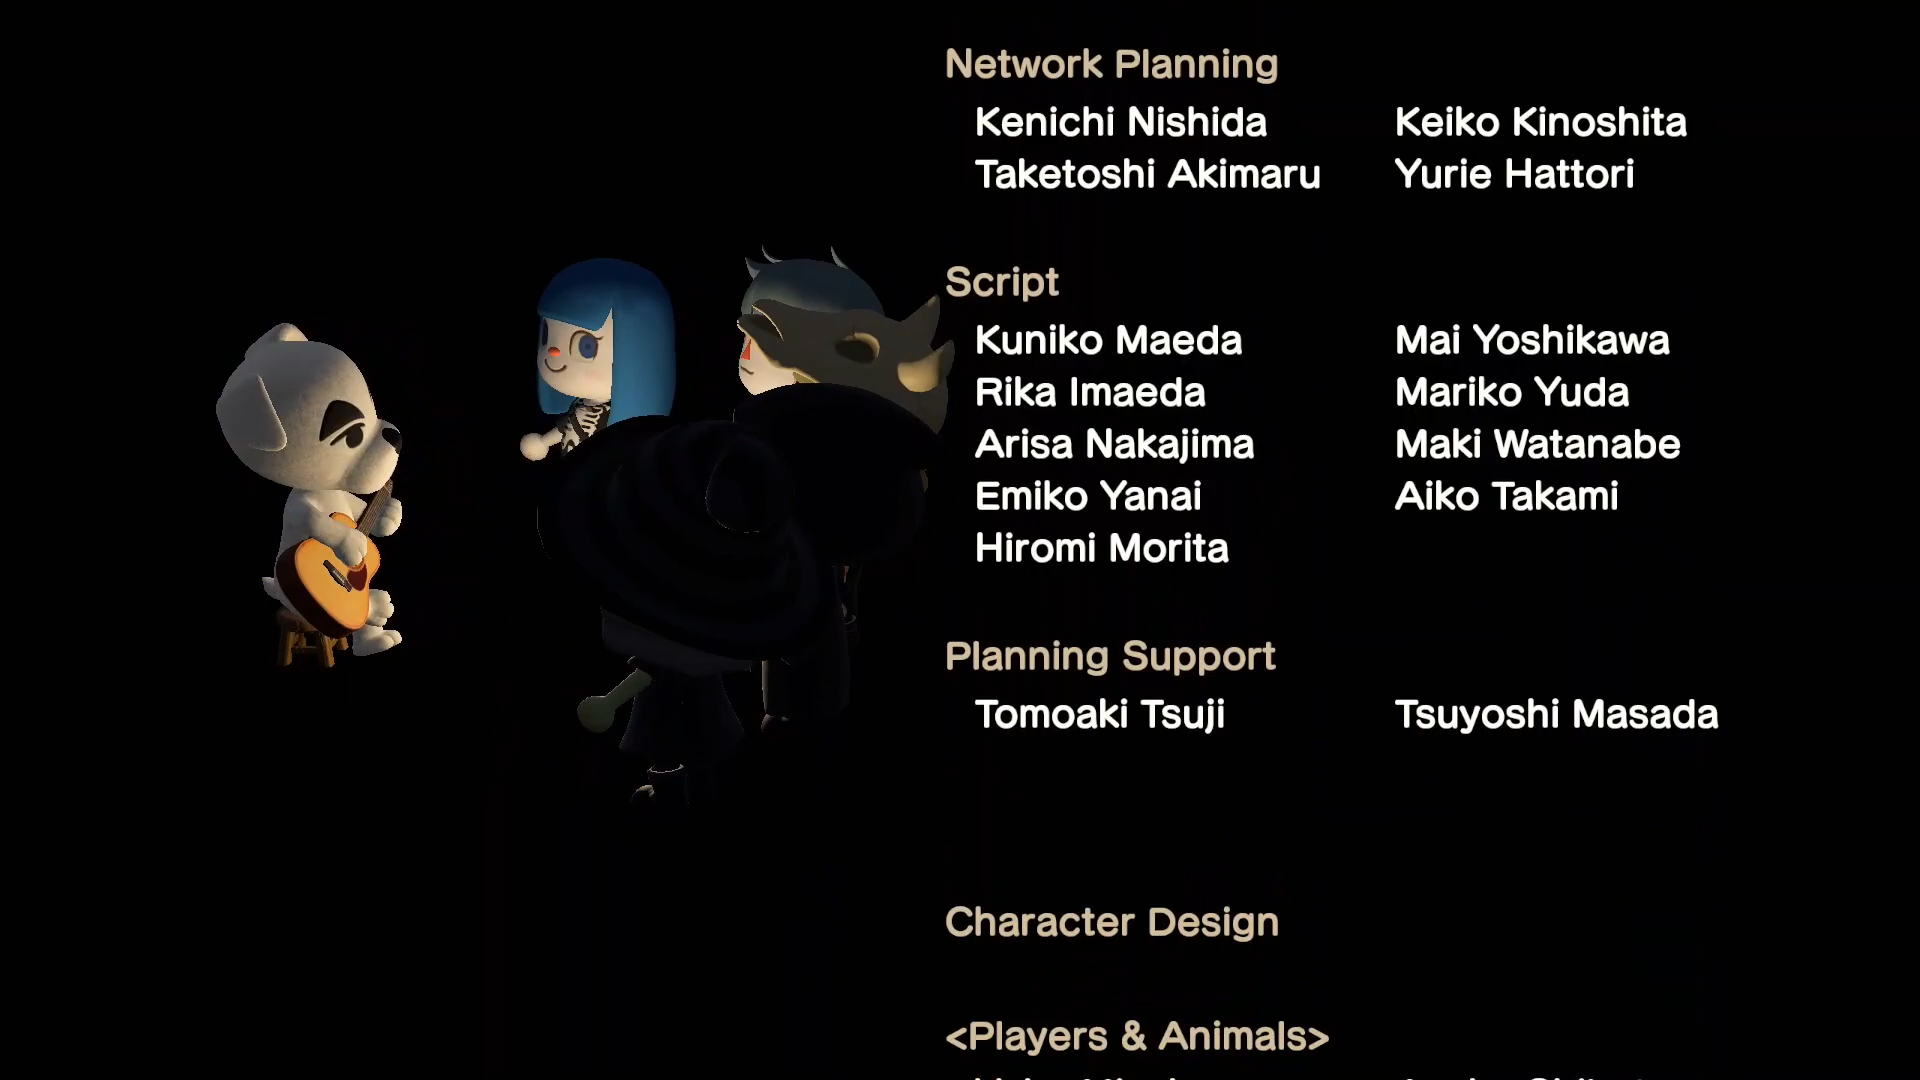 Network Planning
Kenichi Nishida Keiko Kinoshita
Taketoshi Akimaru Yurie Hattori
Script
Kuniko Maeda Mai Yoshikawa
Rika Imaeda Mariko Yuda
Arisa Nakajima Maki Watanabe
Emiko Yanai Aiko Takami
Hiromi Morita
Planning Support
Tomoaki Tsuji Tsuyoshi Masada
Character Design
<Players & Animals>